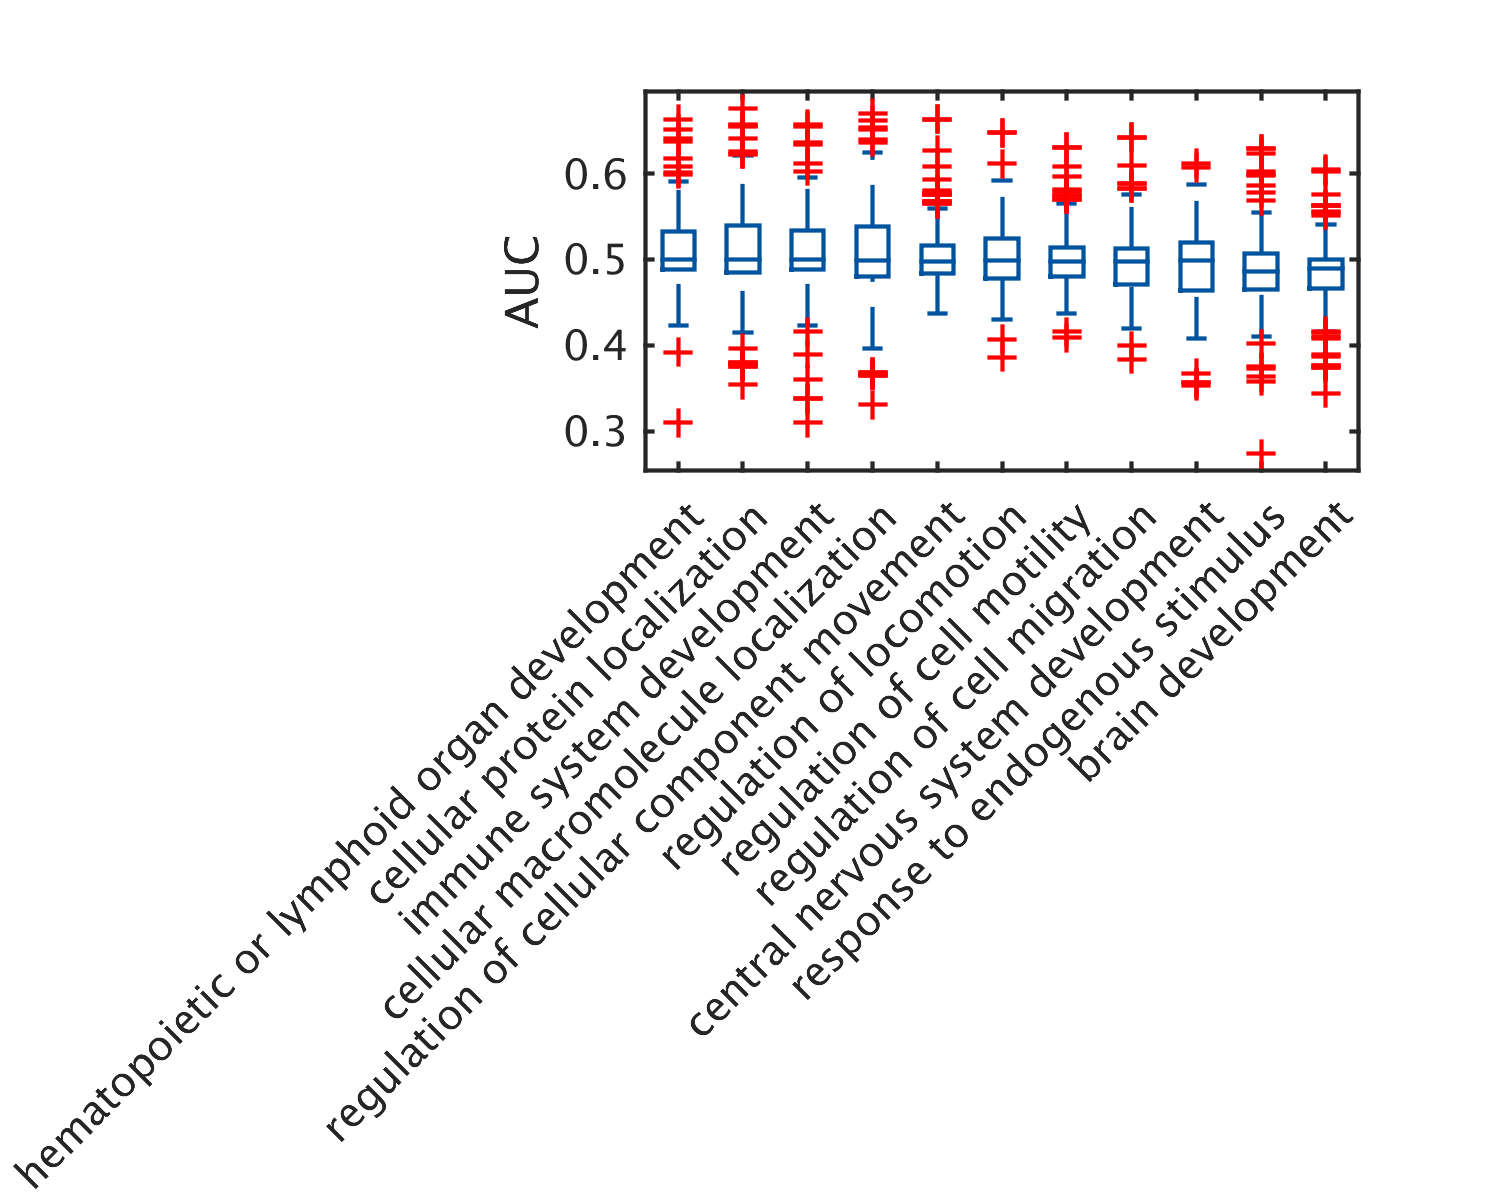 AUC
0.6
0.5
0.4
0.3
hematopoietic or lymphoid organ development
cellular protein localization
immune system development
cellular macromolecule localization
regulation of cellular component movement
regulation of locomotion
regulation of cell motility
regulation of cell migration
central nervous system development
response to endogenous stimulus
brain development